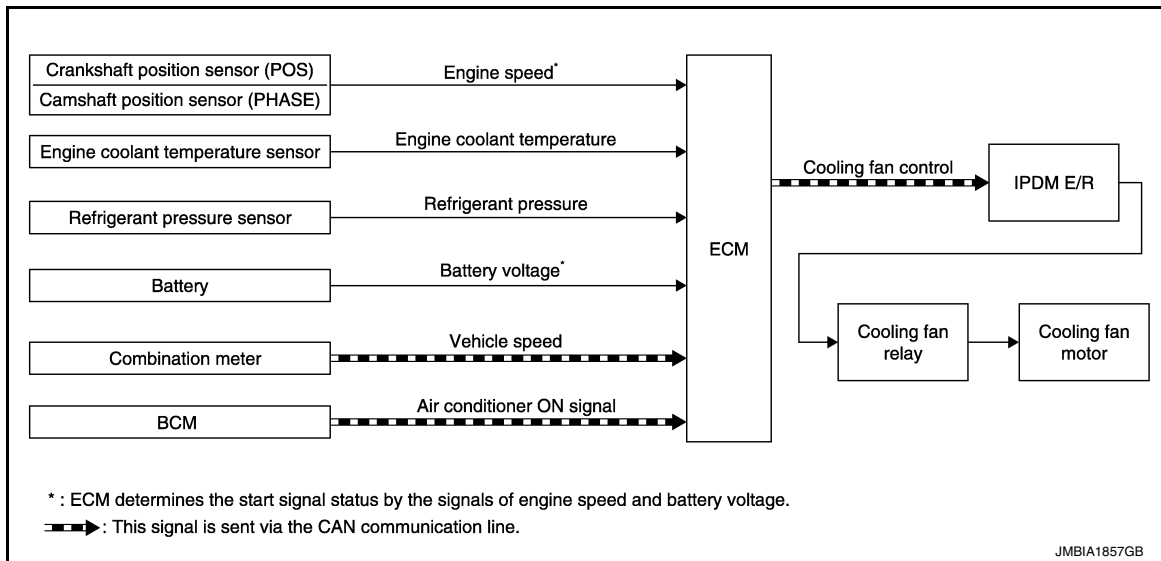 Crankshaft position sensor (POS)
Camshaft position sensor (PHASE)
Engine speed*
Engine coolant temperature sensor
Engine coolant temperature
Refrigerant pressure sensor
Refrigerant pressure
Battery
Battery voltage*
Combination meter
Vehicle speed
BCM
Air conditioner ON signal
ECM
Cooling fan control
IPDM E/R
Cooling fan
relay
Cooling fan
motor
* : ECM determines the start signal status by the signals of engine speed and battery voltage.
: This signal is sent via the CAN communication line.
JMBIA1857GB